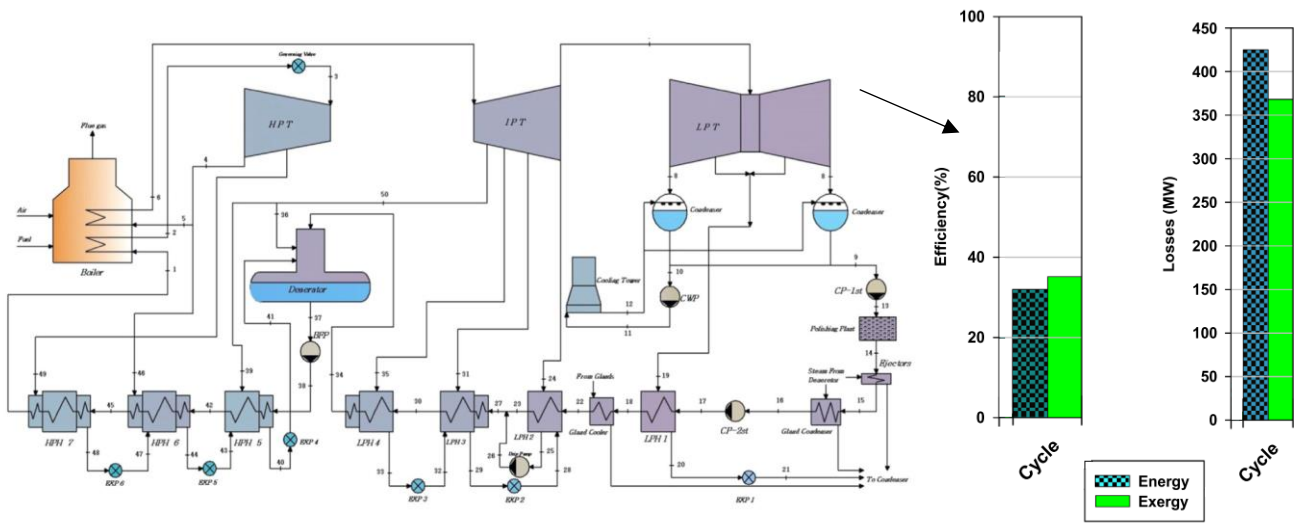 Governing Valve
3
HPT
IPT
LPT
Flue gas
4
6
5
2
1
Air
Fuel
Boiler
50
36
Deaerator
41
37
BFP
38
34
8
8
Condenser
Condenser
Cooling Tower
12
11
10
CWP
9
CP-1st
13
Polishing Plant
14
Ejectors
Steam From
Deaerator
15
Gland Condenser
16
CP-2st
17
LPH 1
19
18
From Glands
Gland Cooler
22
23
24
LPH 2
27
26
25
31
LPH 3
30
35
LPH 4
33
EXP 3
32
29
EXP 2
28
20
EXP 1
21
To Condenser
49
HPH 7
45
46
HPH 6
42
39
HPH 5
EXP 4
40
48
EXP 6
47
44
EXP 5
43
Efficiency(%)
100
80
60
40
20
0
Cycle
Losses (MW)
450
400
350
300
250
200
150
100
50
0
Cycle
Energy
Exergy